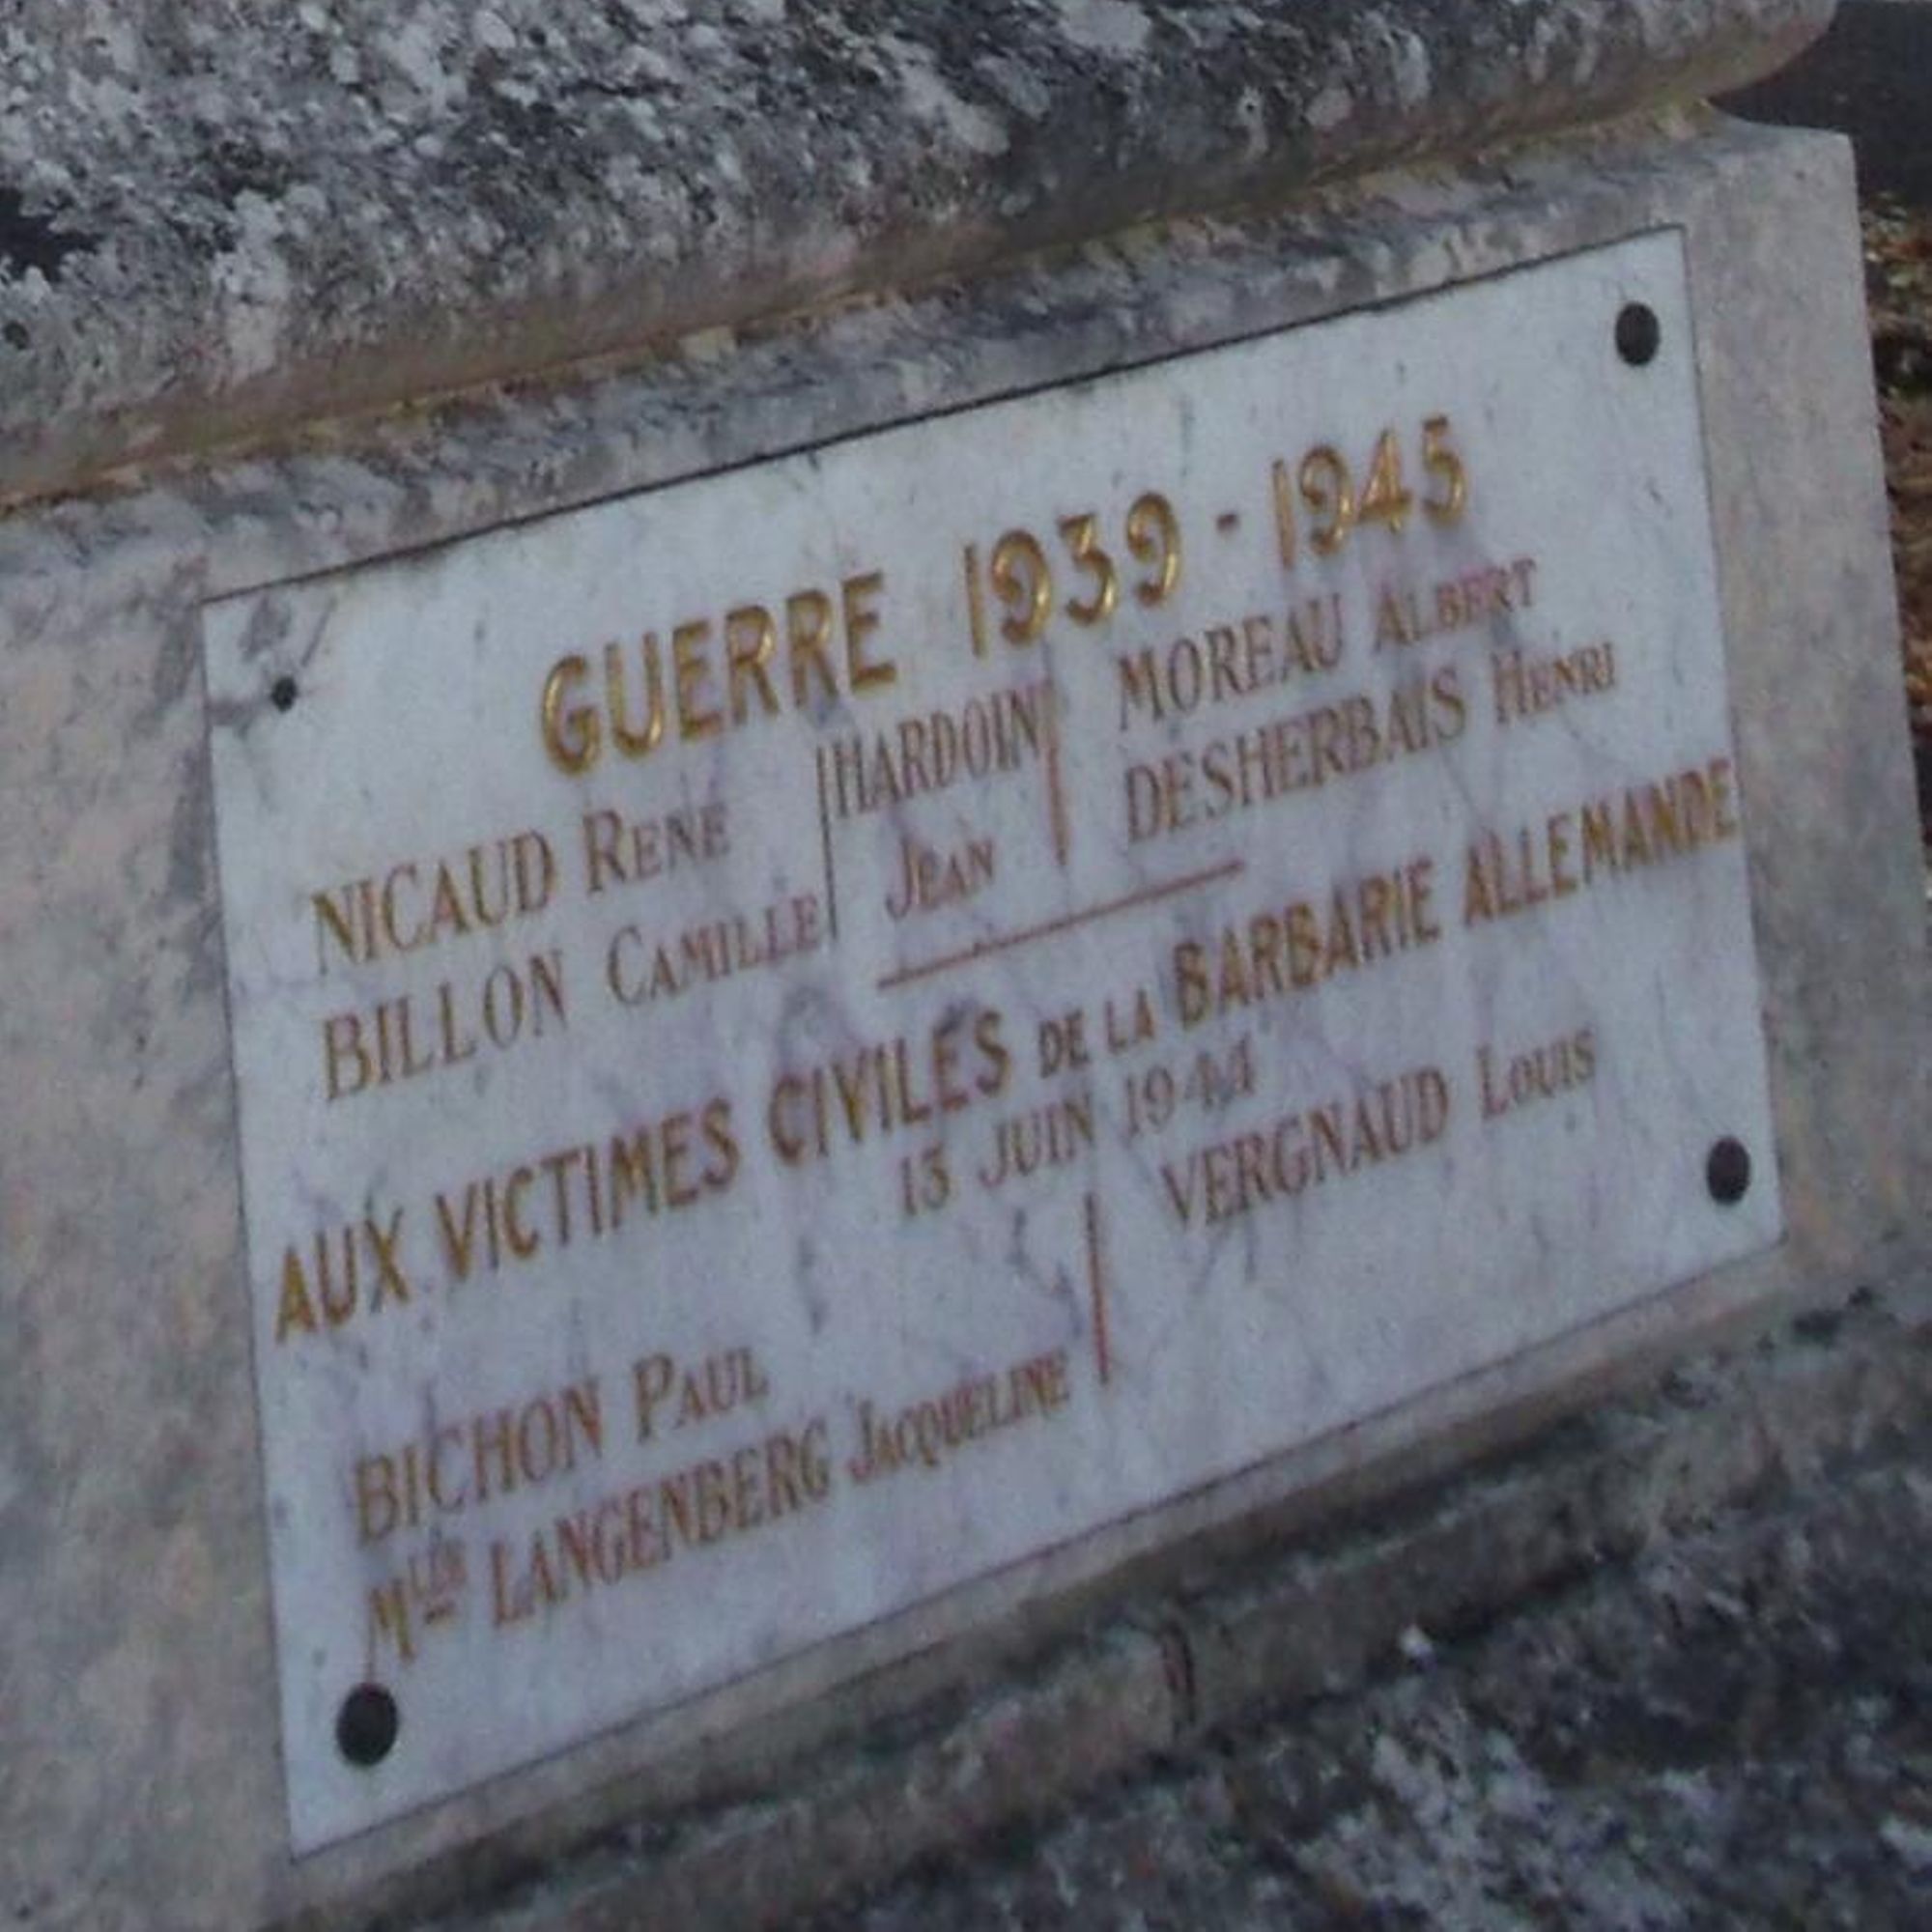 GUERRE 1939 - 1945
NICAUD RENÉ
BILLON CAMILLE
HARDOIN
JEAN
MOREAU ALBERT
DESHERBAIS HENRI
AUX VICTIMES CIVILES DE LA BARBARIE ALLEMANDE
13 JUIN 1944
BICHON PAUL
MLLE LANGENBERG JACQUELINE
VERGNAUD LOUIS